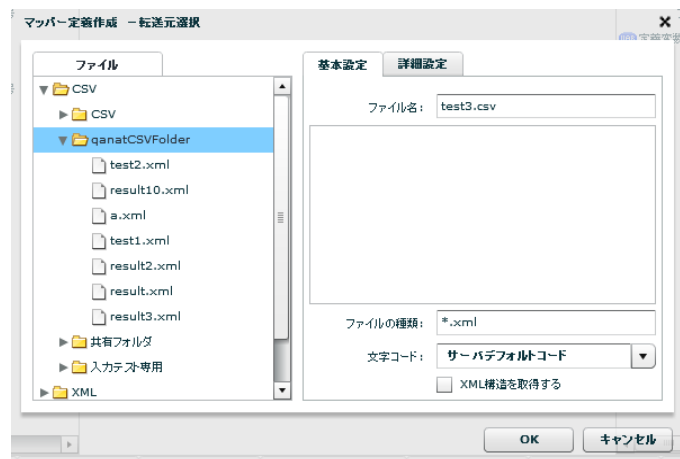 マッパー定義作成 －転送元選択
ファイル
CSV
CSV
qanatCSVFolder
test2.xml
result10.xml
a.xml
test1.xml
result2.xml
result.xml
result3.xml
共有フォルダ
入力テスト専用
XML
基本設定 詳細設定
ファイル名： test3.csv
ファイルの種類： *.xml
文字コード： サーバデフォルトコード
XML構造を取得する
OK キャンセル